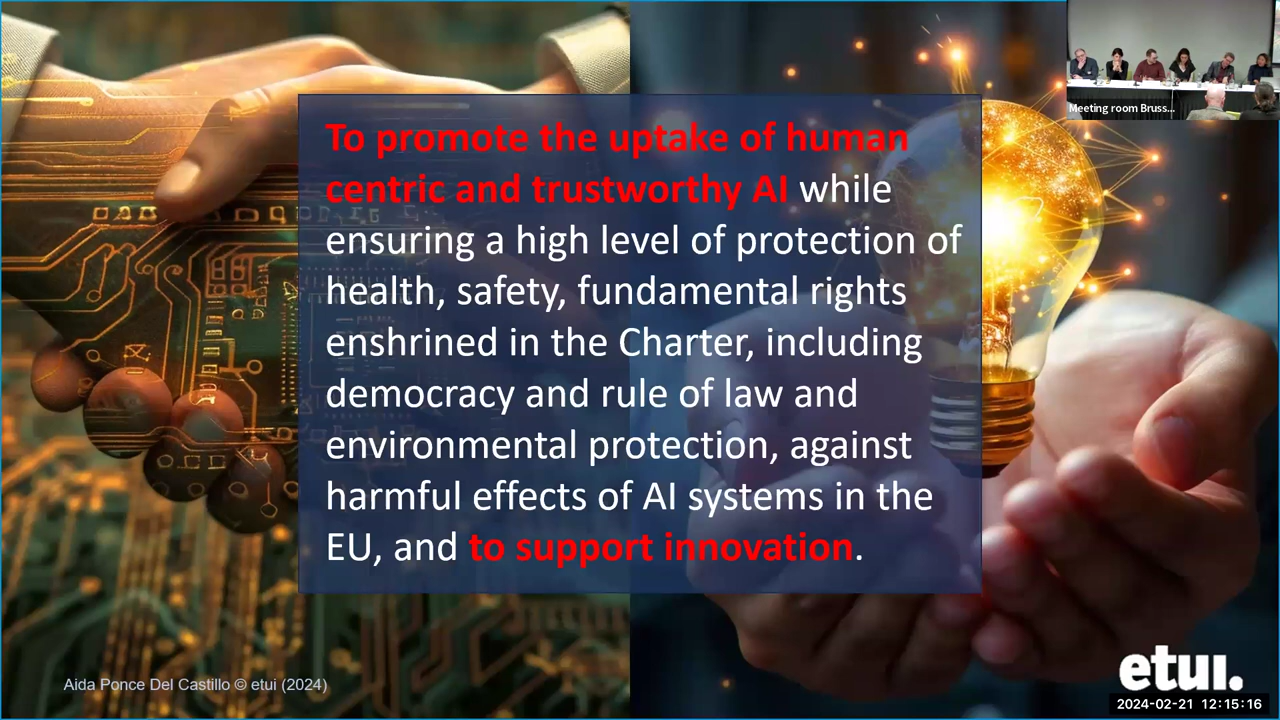 To promote the uptake of human
centric and trustworthy AI while
ensuring a high level of protection of
health, safety, fundamental rights
enshrined in the Charter, including
democracy and rule of law and
environmental protection, against
harmful effects of AI systems in the
EU, and to support innovation.
Meeting room Bruss...
Aida Ponce Del Castillo © etui (2024)
etui.
2024-02-21 12:15:16